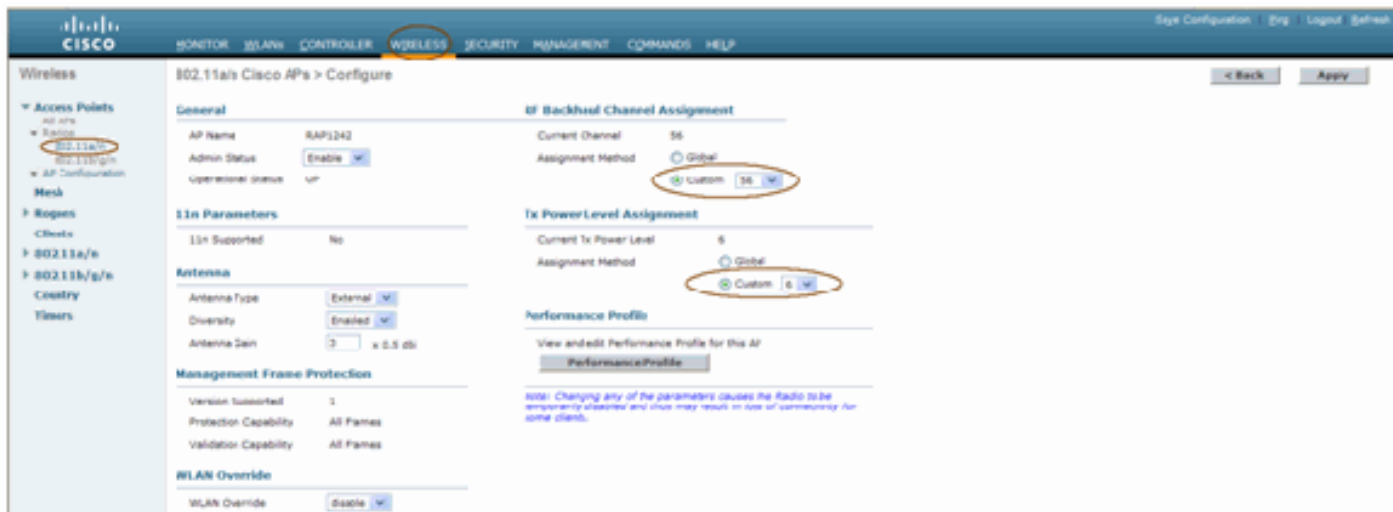 Save Configuration | Ping | Logout Refresh
CISCO
MONITOR WLANs CONTROLLER WIRELESS SECURITY MANAGEMENT COMMANDS HELP
Wireless
802.11a/n Cisco APs > Configure
< Back
Apply
Access Points
All APs
Radios
802.11a/n
802.11b/g/n
AP Configuration
Mesh
Rogues
Clients
802.11a/n
802.11b/g/n
Country
Timers
General
AP Name RAP1242
Admin Status Enable
Operational Status UP
11n Parameters
11n Supported No
Antenna
Antenna Type External
Diversity Enabled
Antenna Gain 3 x 0.5 dBi
Management Frame Protection
Version Supported 1
Protection Capability All Frames
Validation Capability All Frames
WLAN Override
WLAN Override disable
RF Backhaul Channel Assignment
Current Channel 56
Assignment Method Global
Custom 56
Tx Power Level Assignment
Current Tx Power Level 6
Assignment Method Global
Custom 6
Performance Profile
View and edit Performance Profile for this AP
Performance Profile
Note: Changing any of the parameters causes the Radio to be
temporarily disabled and thus may result in loss of connectivity for
some clients.